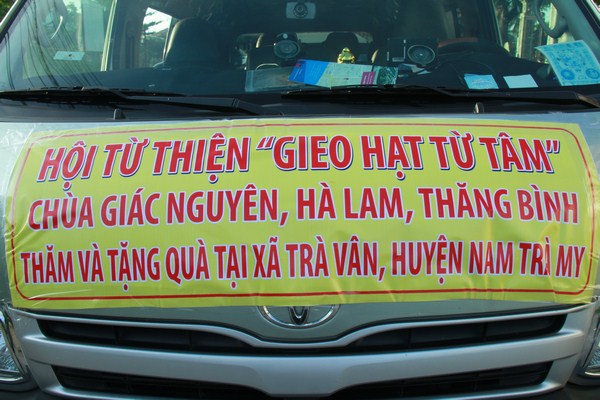 HỘI TỪ THIỆN “GIEO HẠT TỪ TÂM”
CHÙA GIÁC NGUYÊN, HÀ LAM, THĂNG BÌNH
THĂM VÀ TẶNG QUÀ TẠI XÃ TRÀ VÂN, HUYỆN NAM TRÀ MY